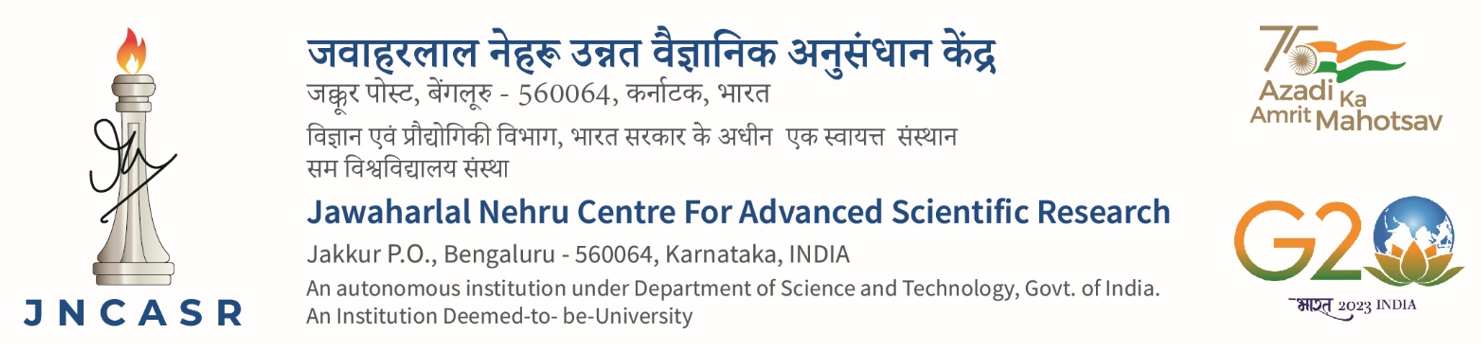 JNCASR
जवाहरलाल नेहरू उन्नत वैज्ञानिक अनुसंधान केंद्र
जक्कूर पोस्ट, बेंगलूरु - 560064, कर्नाटक, भारत
विज्ञान एवं प्रौद्योगिकी विभाग, भारत सरकार के अधीन एक स्वायत्त संस्थान
सम विश्वविद्यालय संस्था
Jawaharlal Nehru Centre For Advanced Scientific Research
Jakkur P.O., Bengaluru - 560064, Karnataka, INDIA
An autonomous institution under Department of Science and Technology, Govt. of India.
An Institution Deemed-to- be-University
75
Azadi Ka
Amrit Mahotsav
G20
भारत 2023 INDIA